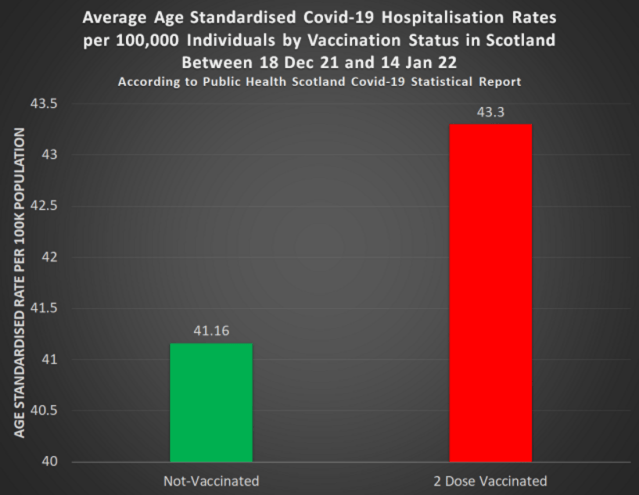 Average Age Standardised Covid-19 Hospitalisation Rates
per 100,000 Individuals by Vaccination Status in Scotland
Between 18 Dec 21 and 14 Jan 22
According to Public Health Scotland Covid-19 Statistical Report
AGE STANDARDISED RATE PER 100K POPULATION
43.5
43
42.5
42
41.5
41
40.5
40
41.16
43.3
Not-Vaccinated
2 Dose Vaccinated